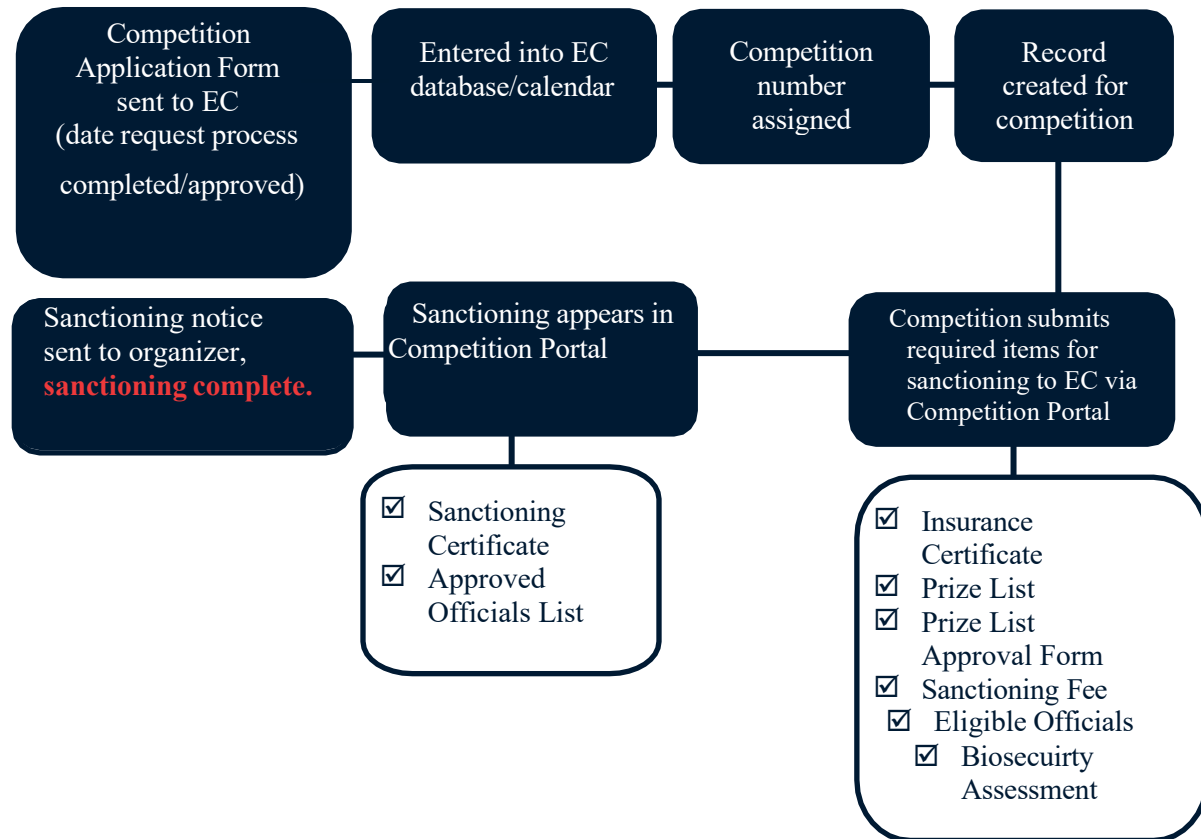 Competition
Application Form
sent to EC
(date request process
completed/approved)
Entered into EC
database/calendar
Competition
number
assigned
Record
created for
competition
Competition submits
required items for
sanctioning to EC via
Competition Portal
☑ Insurance
Certificate
☑ Prize List
☑ Prize List
Approval Form
☑ Sanctioning Fee
☑ Eligible Officials
☑ Biosecuirty
Assessment
Sanctioning appears in
Competition Portal
☑ Sanctioning
Certificate
☑ Approved
Officials List
Sanctioning notice
sent to organizer,
sanctioning complete.